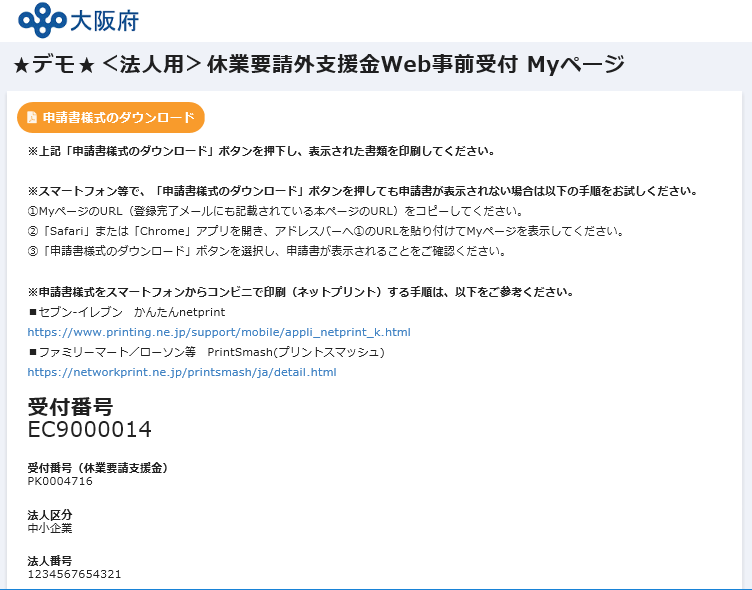 大阪府
★デモ★＜法人用＞休業要請外支援金Web事前受付 Myページ
申請書様式のダウンロード
※上記「申請書様式のダウンロード」ボタンを押下し、表示された書類を印刷してください。
※スマートフォン等で、「申請書様式のダウンロード」ボタンを押しても申請書が表示されない場合は以下の手順をお試しください。
①MyページのURL（登録完了メールにも記載されている本ページのURL）をコピーしてください。
②「Safari」または「Chrome」アプリを開き、アドレスバーへ①のURLを貼り付けてMyページを表示してください。
③「申請書様式のダウンロード」ボタンを選択し、申請書が表示されることをご確認ください。
※申請書様式をスマートフォンからコンビニで印刷（ネットプリント）する手順は、以下をご参考ください。
■セブン-イレブン　かんたんnetprint
https://www.printing.ne.jp/support/mobile/appli_netprint_k.html
■ファミリーマート／ローソン等　PrintSmash(プリントスマッシュ)
https://networkprint.ne.jp/printsmash/ja/detail.html
受付番号
EC9000014
受付番号（休業要請支援金）
PK0004716
法人区分
中小企業
法人番号
1234567654321